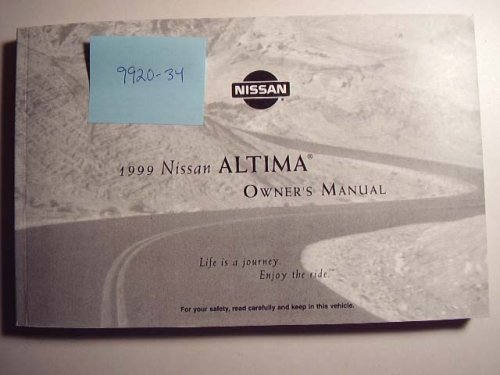 9920-34
NISSAN
1999 Nissan ALTIMA®
OWNER'S MANUAL
Life is a journey.
Enjoy the ride.™
For your safety, read carefully and keep in this vehicle.